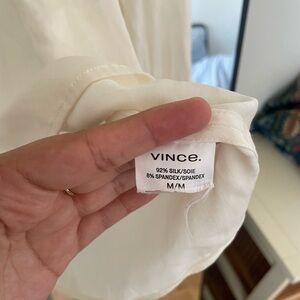 VINCE.
92% SILK/SOIE
8% SPANDEX/SPANDEX
M/M